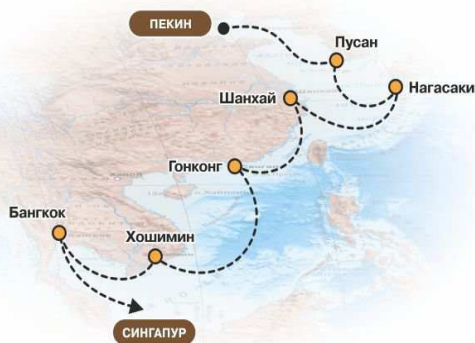 ПЕКИН
Пусан
Нагасаки
Шанхай
Гонконг
Бангкок
Хошимин
СИНГАПУР